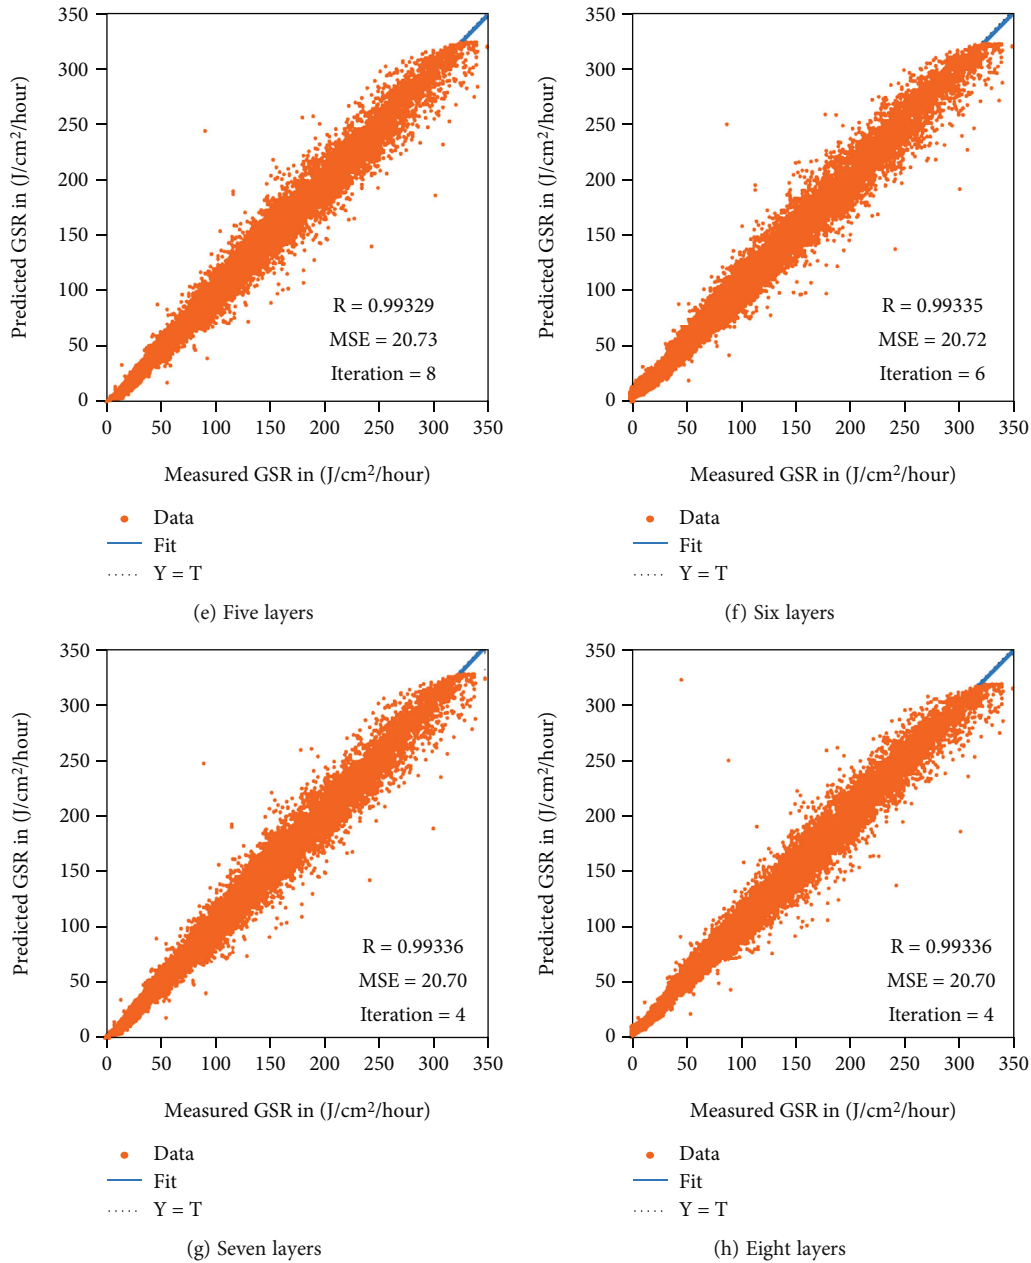 350
300
250
200
150
100
50
0
Predicted GSR in (J/cm²/hour)
R = 0.99329
MSE = 20.73
Iteration = 8
0 50 100 150 200 250 300 350
Measured GSR in (J/cm²/hour)
Data
Fit
Y = T
(e) Five layers
350
300
250
200
150
100
50
0
Predicted GSR in (J/cm²/hour)
R = 0.99335
MSE = 20.72
Iteration = 6
0 50 100 150 200 250 300 350
Measured GSR in (J/cm²/hour)
Data
Fit
Y = T
(f) Six layers
350
300
250
200
150
100
50
0
Predicted GSR in (J/cm²/hour)
R = 0.99336
MSE = 20.70
Iteration = 4
0 50 100 150 200 250 300 350
Measured GSR in (J/cm²/hour)
Data
Fit
Y = T
(g) Seven layers
350
300
250
200
150
100
50
0
Predicted GSR in (J/cm²/hour)
R = 0.99336
MSE = 20.70
Iteration = 4
0 50 100 150 200 250 300 350
Measured GSR in (J/cm²/hour)
Data
Fit
Y = T
(h) Eight layers